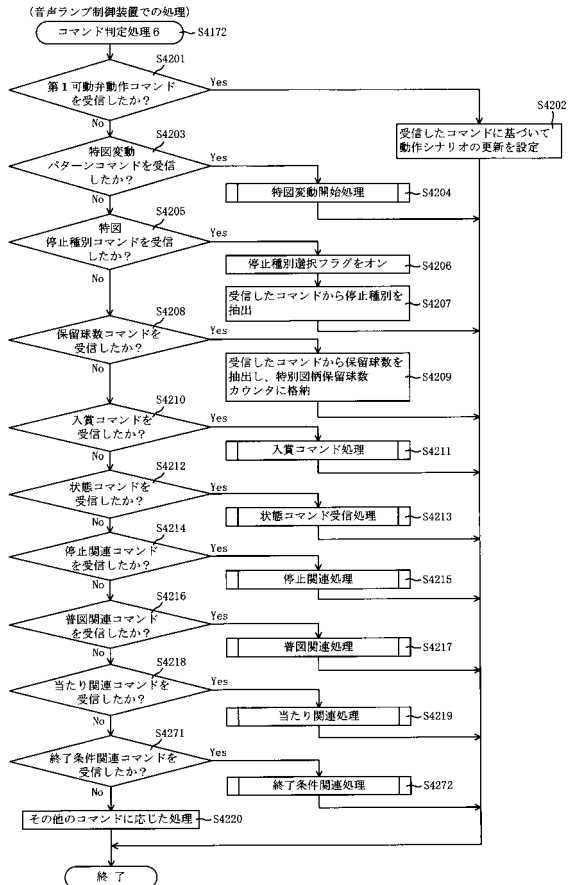 (音声ランプ制御装置での処理)
コマンド判定処理6
S4172
S4201
第1可動弁動作コマンド
を受信したか?
Yes
No
S4202
受信したコマンドに基づいて
動作シナリオの更新を設定
S4203
特図変動
パターンコマンドを受信
したか?
Yes
No
特図変動開始処理
S4204
S4205
特図
停止種別コマンドを受信
したか?
Yes
No
停止種別選択フラグをオン
S4206
受信したコマンドから停止種別を
抽出
S4207
S4208
保留球数コマンドを
受信したか?
Yes
No
受信したコマンドから保留球数を
抽出し、特別図柄保留球数
カウンタに格納
S4209
S4210
入賞コマンドを
受信したか?
Yes
No
入賞コマンド処理
S4211
S4212
状態コマンドを
受信したか?
Yes
No
状態コマンド受信処理
S4213
S4214
停止関連コマンド
を受信したか?
Yes
No
停止関連処理
S4215
S4216
普図関連コマンド
を受信したか?
Yes
No
普図関連処理
S4217
S4218
当たり関連コマンドを
受信したか?
Yes
No
当たり関連処理
S4219
S4271
終了条件関連コマンドを
受信したか?
Yes
No
終了条件関連処理
S4272
その他のコマンドに応じた処理
S4220
終了